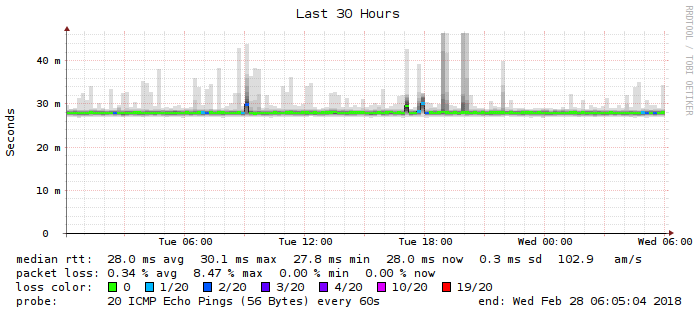 Last 30 Hours
RRDTOOL / TOBI OETIKER
Seconds
40 m
30 m
20 m
10 m
0
Tue 06:00 Tue 12:00 Tue 18:00 Wed 00:00 Wed 06:00
median rtt: 28.0 ms avg 30.1 ms max 27.8 ms min 28.0 ms now 0.3 ms sd 102.9 am/s
packet loss: 0.34 % avg 8.47 % max 0.00 % min 0.00 % now
loss color: 0 1/20 2/20 3/20 4/20 10/20 19/20
probe: 20 ICMP Echo Pings (56 Bytes) every 60s end: Wed Feb 28 06:05:04 2018